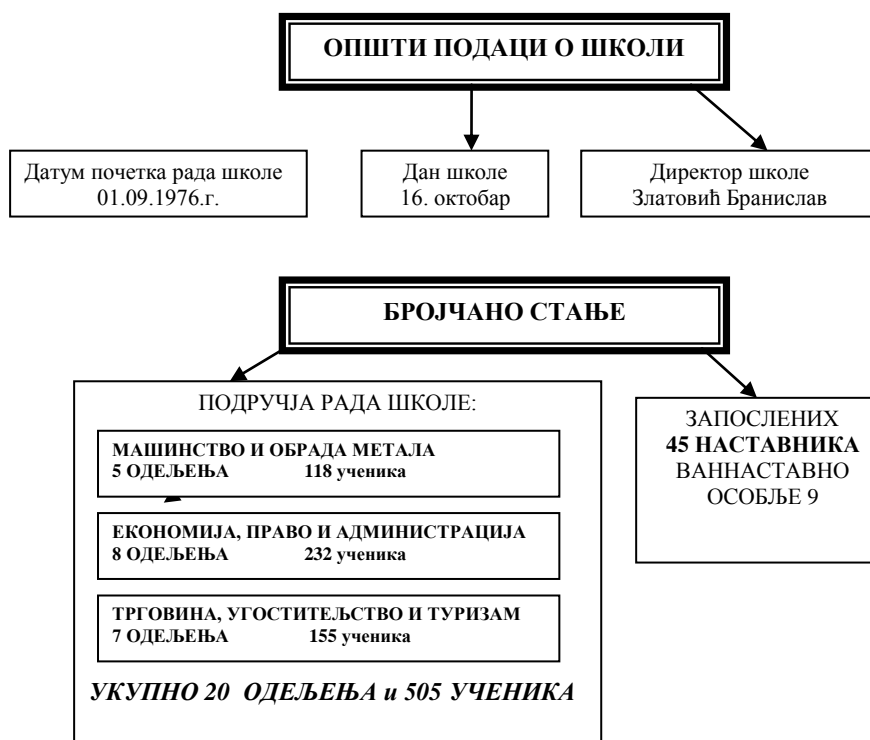 ОПШТИ ПОДАЦИ О ШКОЛИ
Датум почетка рада школе
01.09.1976.г.
Дан школе
16. октобар
Директор школе
Златовић Бранислав
БРОЈЧАНО СТАЊЕ
ПОДРУЧЈА РАДА ШКОЛЕ:
МАШИНСТВО И ОБРАДА МЕТАЛА
5 ОДЕЉЕЊА 118 ученика
ЕКОНОМИЈА, ПРАВО И АДМИНИСТРАЦИЈА
8 ОДЕЉЕЊА 232 ученика
ТРГОВИНА, УГОСТИТЕЉСТВО И ТУРИЗАМ
7 ОДЕЉЕЊА 155 ученика
УКУПНО 20 ОДЕЉЕЊА и 505 УЧЕНИКА
ЗАПОСЛЕНИХ
45 НАСТАВНИКА
ВАННАСТАВНО
ОСОБЉЕ 9